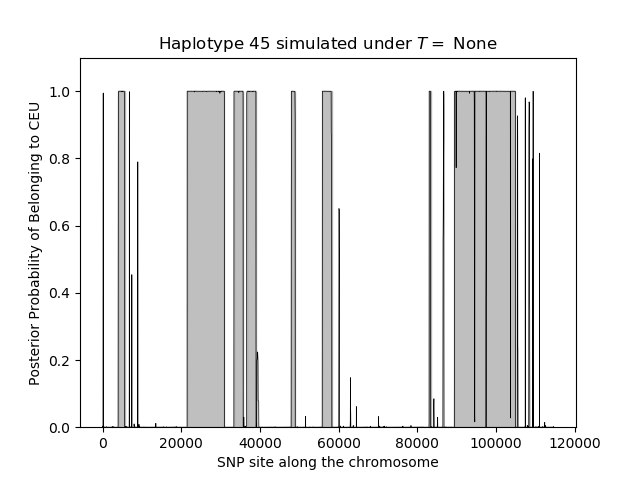 Haplotype 45 simulated under T = None
Posterior Probability of Belonging to CEU
1.0
0.8
0.6
0.4
0.2
0.0
0 20000 40000 60000 80000 100000 120000
SNP site along the chromosome